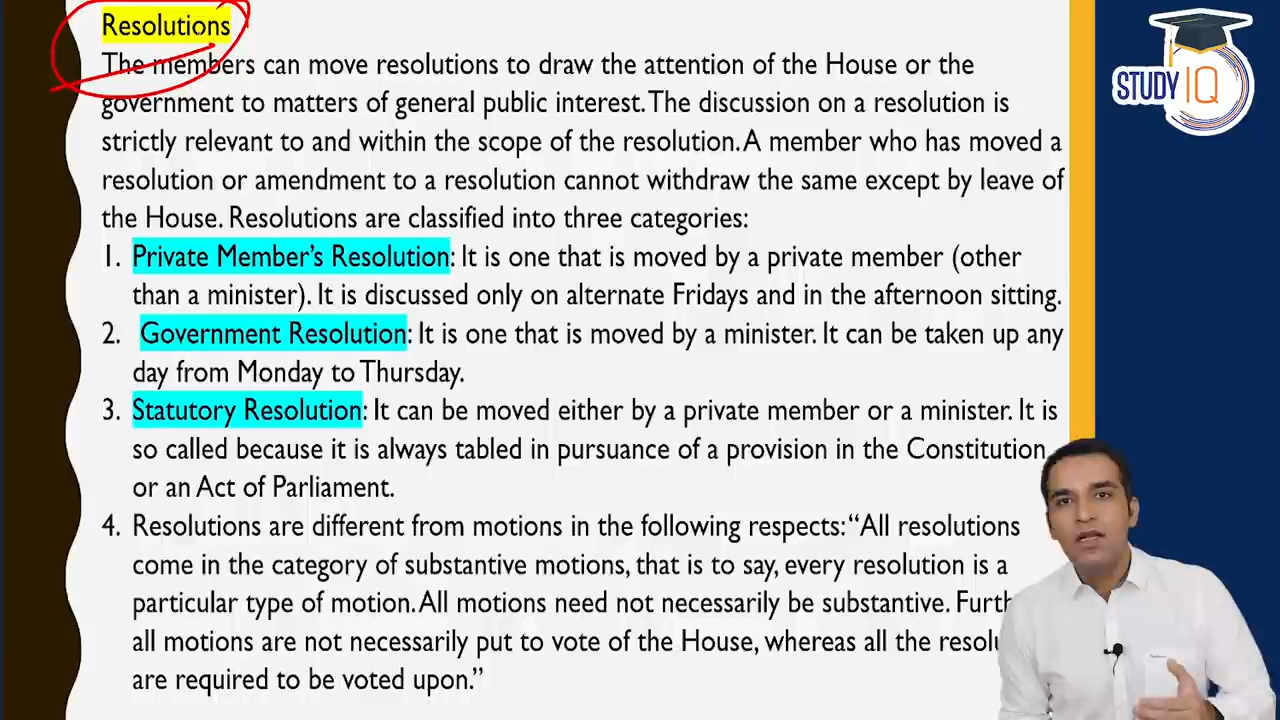 Resolutions
The members can move resolutions to draw the attention of the House or the
government to matters of general public interest. The discussion on a resolution is
strictly relevant to and within the scope of the resolution. A member who has moved a
resolution or amendment to a resolution cannot withdraw the same except by leave of
the House. Resolutions are classified into three categories:
1. Private Member's Resolution: It is one that is moved by a private member (other
than a minister). It is discussed only on alternate Fridays and in the afternoon sitting.
2. Government Resolution: It is one that is moved by a minister. It can be taken up any
day from Monday to Thursday.
3. Statutory Resolution: It can be moved either by a private member or a minister. It is
so called because it is always tabled in pursuance of a provision in the Constitution
or an Act of Parliament.
4. Resolutions are different from motions in the following respects: “All resolutions
come in the category of substantive motions, that is to say, every resolution is a
particular type of motion. All motions need not necessarily be substantive.
all motions are not necessarily put to vote of the House, whereas all the
are required to be voted upon.”
STUDY IQ